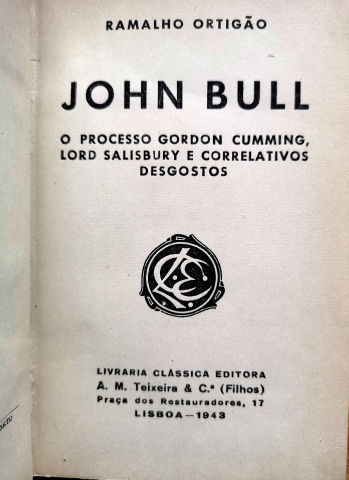 RAMALHO ORTIGÃO
JOHN BULL
O PROCESSO GORDON CUMMING,
LORD SALISBURY E CORRELATIVOS
DESGOSTOS
LCE
LIVRARIA CLÁSSICA EDITORA
A. M. Teixeira & C.ª (Filhos)
Praça dos Restauradores, 17
LISBOA—1943